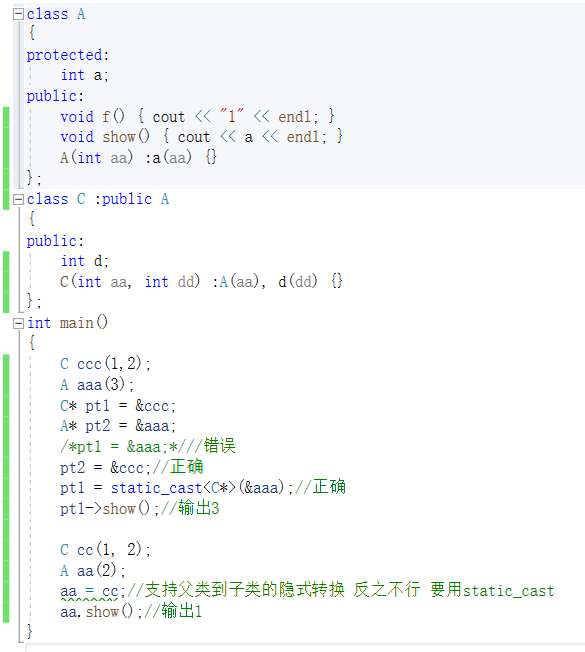 class A
{
protected:
    int a;
public:
    void f() { cout << "1" << endl; }
    void show() { cout << a << endl; }
    A(int aa) :a(aa) {}
};
class C :public A
{
public:
    int d;
    C(int aa, int dd) :A(aa), d(dd) {}
};
int main()
{
    C ccc(1,2);
    A aaa(3);
    C* pt1 = &ccc;
    A* pt2 = &aaa;
    /*pt1 = &aaa;*///错误
    pt2 = &ccc;//正确
    pt1 = static_cast<C*>(&aaa);//正确
    pt1->show();//输出3
    C cc(1, 2);
    A aa(2);
    aa = cc;//支持父类到子类的隐式转换 反之不行 要用static_cast
    aa.show();//输出1
}